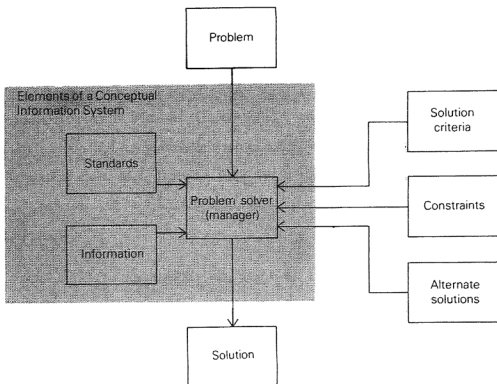 Problem
Elements of a Conceptual
Information System
Solution
criteria
Standards
Problem solver
(manager)
Constraints
Information
Alternate
solutions
Solution